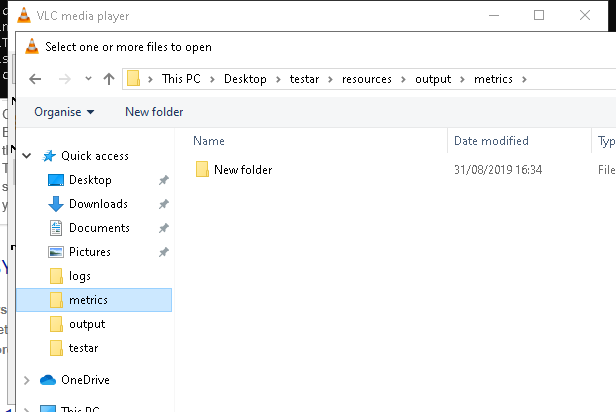 VLC media player
Select one or more files to open
This PC > Desktop > testar > resources > output > metrics >
Organise New folder
Name Date modified
New folder 31/08/2019 16:34 File
Quick access
Desktop
Downloads
Documents
Pictures
logs
metrics
output
testar
OneDrive
This PC